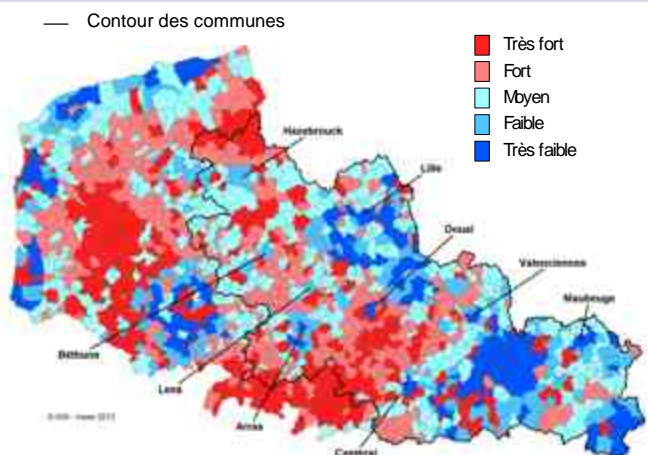 Contour des communes
Très fort
Fort
Moyen
Faible
Très faible
Hazebrouck
Lille
Douai
Valenciennes
Maubeuge
Béthune
Lens
Arras
Cambrai